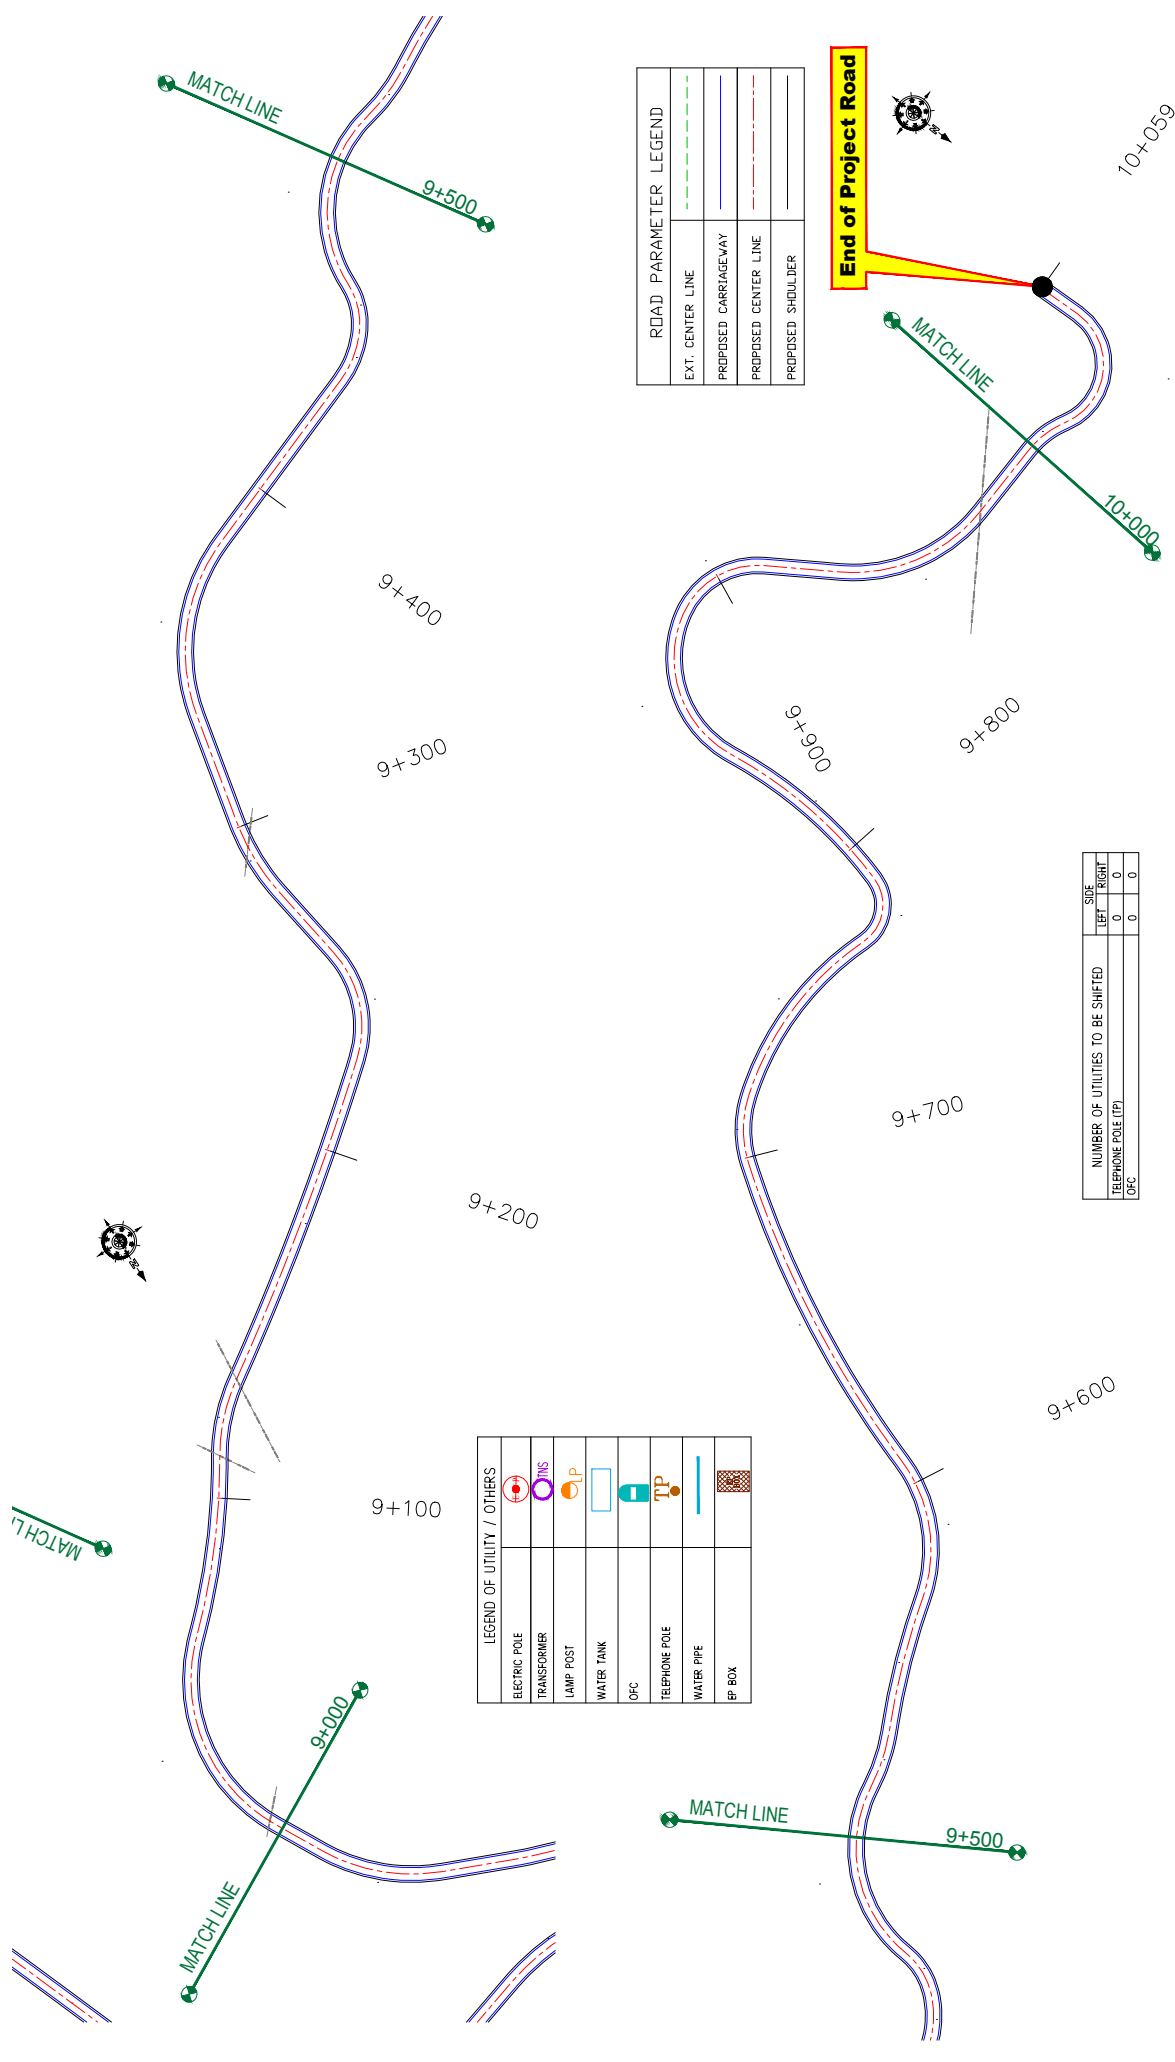 MATCH LINE
9+500
ROAD PARAMETER LEGEND
EXT. CENTER LINE
PROPOSED CARRIAGEWAY
PROPOSED CENTER LINE
PROPOSED SHOULDER
End of Project Road
N
10+059
MATCH LINE
10+000
9+400
9+300
9+900
9+800
NUMBER OF UTILITIES TO BE SHIFTED
SIDE
LEFT RIGHT
TELEPHONE POLE (TP) 0 0
OFC 0 0
9+700
9+200
N
9+600
9+100
MATCH LI
LEGEND OF UTILITY / OTHERS
ELECTRIC POLE
TRANSFORMER TNS
LAMP POST LP
WATER TANK
OFC
TELEPHONE POLE TP
WATER PIPE
EP BOX
9+000
MATCH LINE
MATCH LINE
9+500